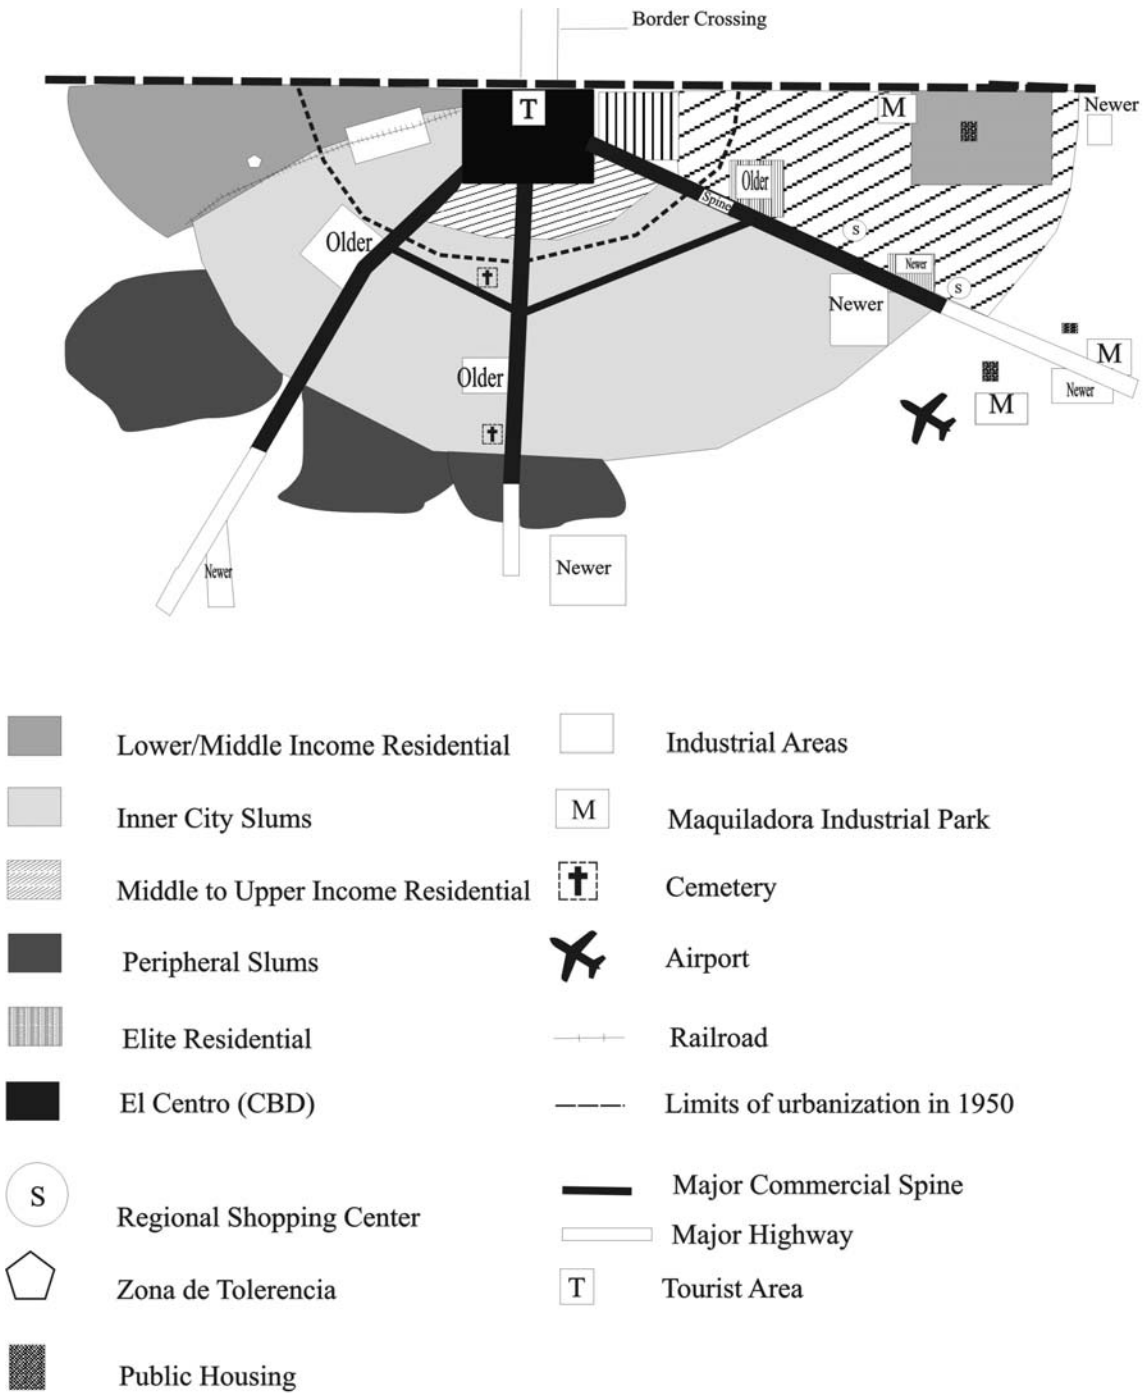 Border Crossing
T
M
Newer
Older
Spine
Older
S
Newer
S
Newer
Older
M
Newer
M
Newer
Newer
Lower/Middle Income Residential
Industrial Areas
Inner City Slums
M
Maquiladora Industrial Park
Middle to Upper Income Residential
Cemetery
Peripheral Slums
Airport
Elite Residential
Railroad
El Centro (CBD)
Limits of urbanization in 1950
S
Regional Shopping Center
Major Commercial Spine
Major Highway
Zona de Tolerencia
T
Tourist Area
Public Housing